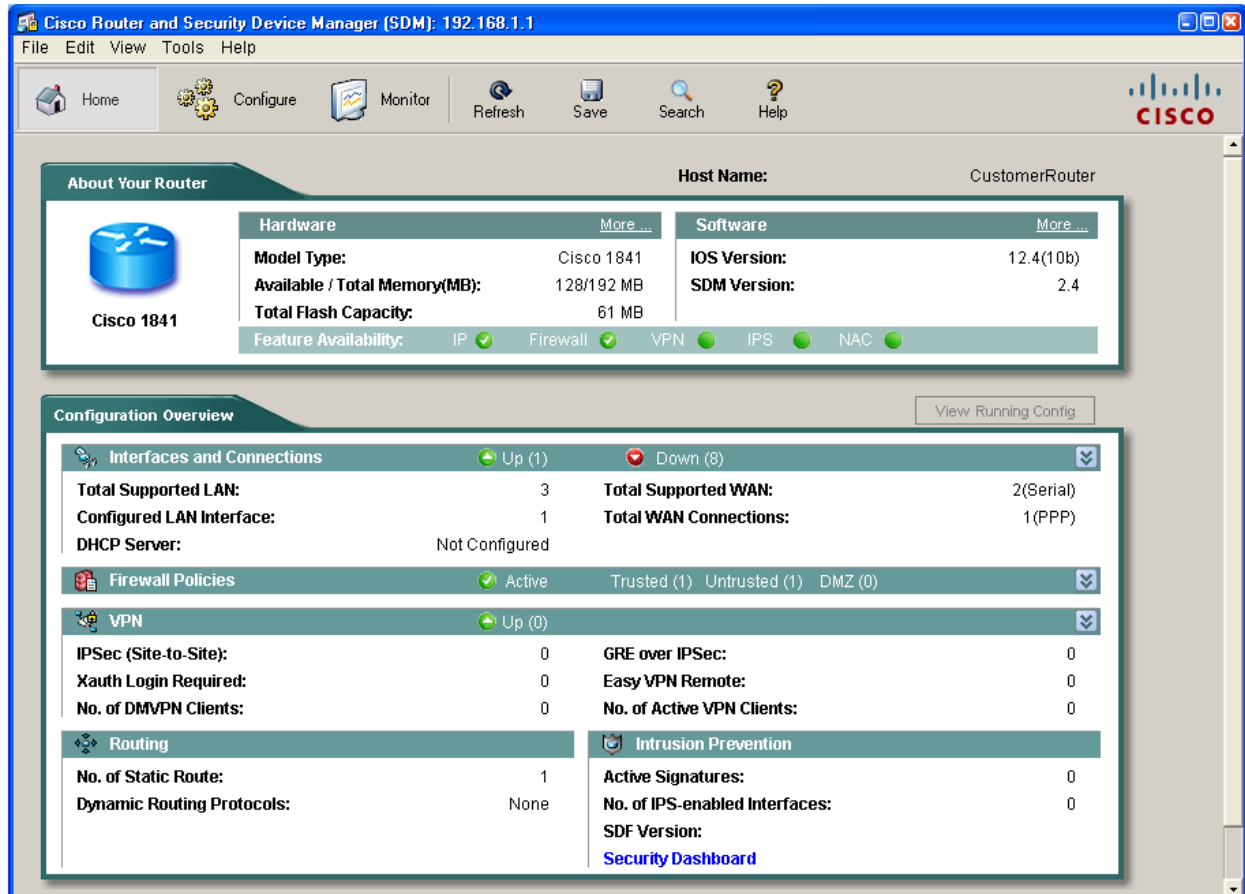 Cisco Router and Security Device Manager (SDM): 192.168.1.1
File Edit View Tools Help
Home Configure Monitor Refresh Save Search Help
CISCO
About Your Router
Host Name: CustomerRouter
Cisco 1841
Hardware More ...
Model Type: Cisco 1841
Available / Total Memory(MB): 128/192 MB
Total Flash Capacity: 61 MB
Software More ...
IOS Version: 12.4(10b)
SDM Version: 2.4
Feature Availability: IP Firewall VPN IPS NAC
Configuration Overview
View Running Config
Interfaces and Connections Up (1) Down (8)
Total Supported LAN: 3 Total Supported WAN: 2(Serial)
Configured LAN Interface: 1 Total WAN Connections: 1(PPP)
DHCP Server: Not Configured
Firewall Policies Active Trusted (1) Untrusted (1) DMZ (0)
VPN Up (0)
IPSec (Site-to-Site): 0 GRE over IPSec: 0
Xauth Login Required: 0 Easy VPN Remote: 0
No. of DMVPN Clients: 0 No. of Active VPN Clients: 0
Routing
No. of Static Route: 1
Dynamic Routing Protocols: None
Intrusion Prevention
Active Signatures: 0
No. of IPS-enabled Interfaces: 0
SDF Version:
Security Dashboard